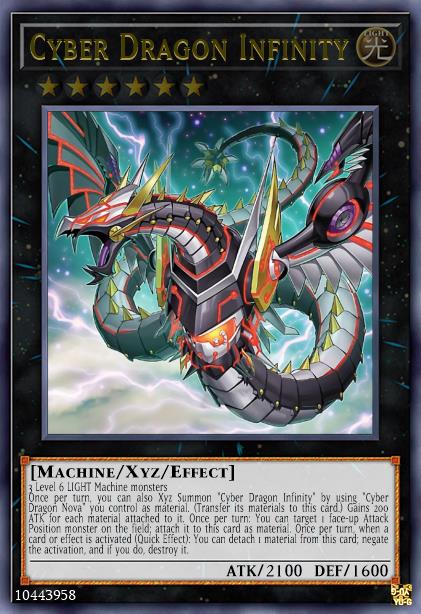 CYBER DRAGON INFINITY
LIGHT
光
[MACHINE/XYZ/EFFECT]
3 Level 6 LIGHT Machine monsters
Once per turn, you can also Xyz Summon "Cyber Dragon Infinity" by using "Cyber
Dragon Nova" you control as material. (Transfer its materials to this card.) Gains 200
ATK for each material attached to it. Once per turn: You can target 1 face-up Attack
Position monster on the field; attach it to this card as material. Once per turn, when a
card or effect is activated (Quick Effect): You can detach 1 material from this card; negate
the activation, and if you do, destroy it.
ATK/2100 DEF/1600
10443958